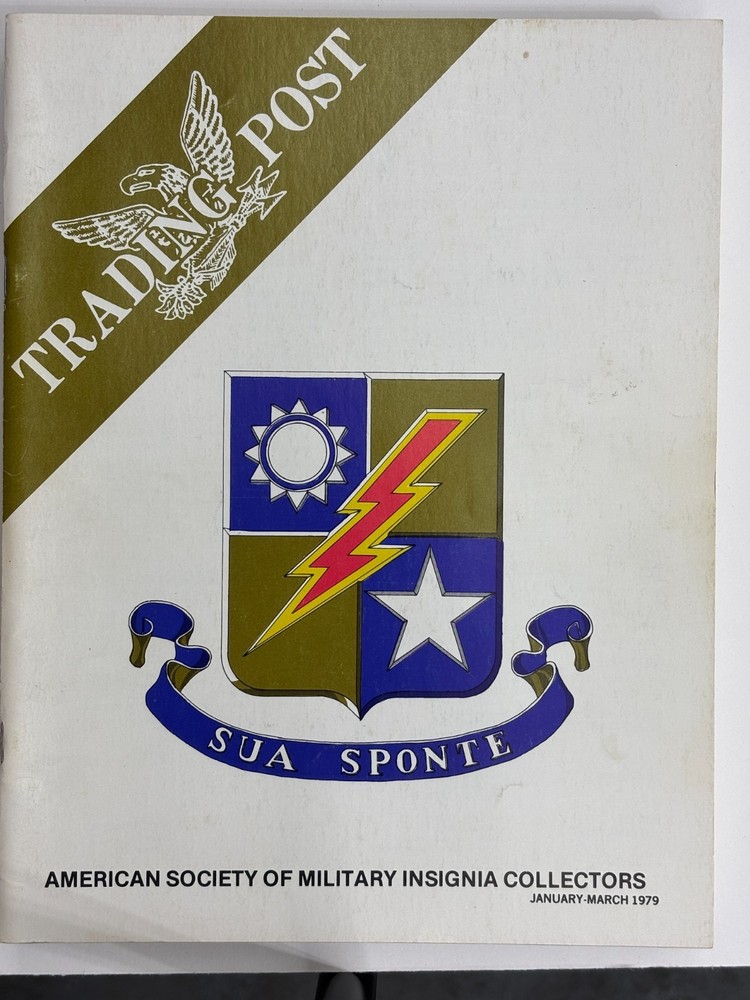 TRADING POST
SUA SPONTE
AMERICAN SOCIETY OF MILITARY INSIGNIA COLLECTORS
JANUARY-MARCH 1979